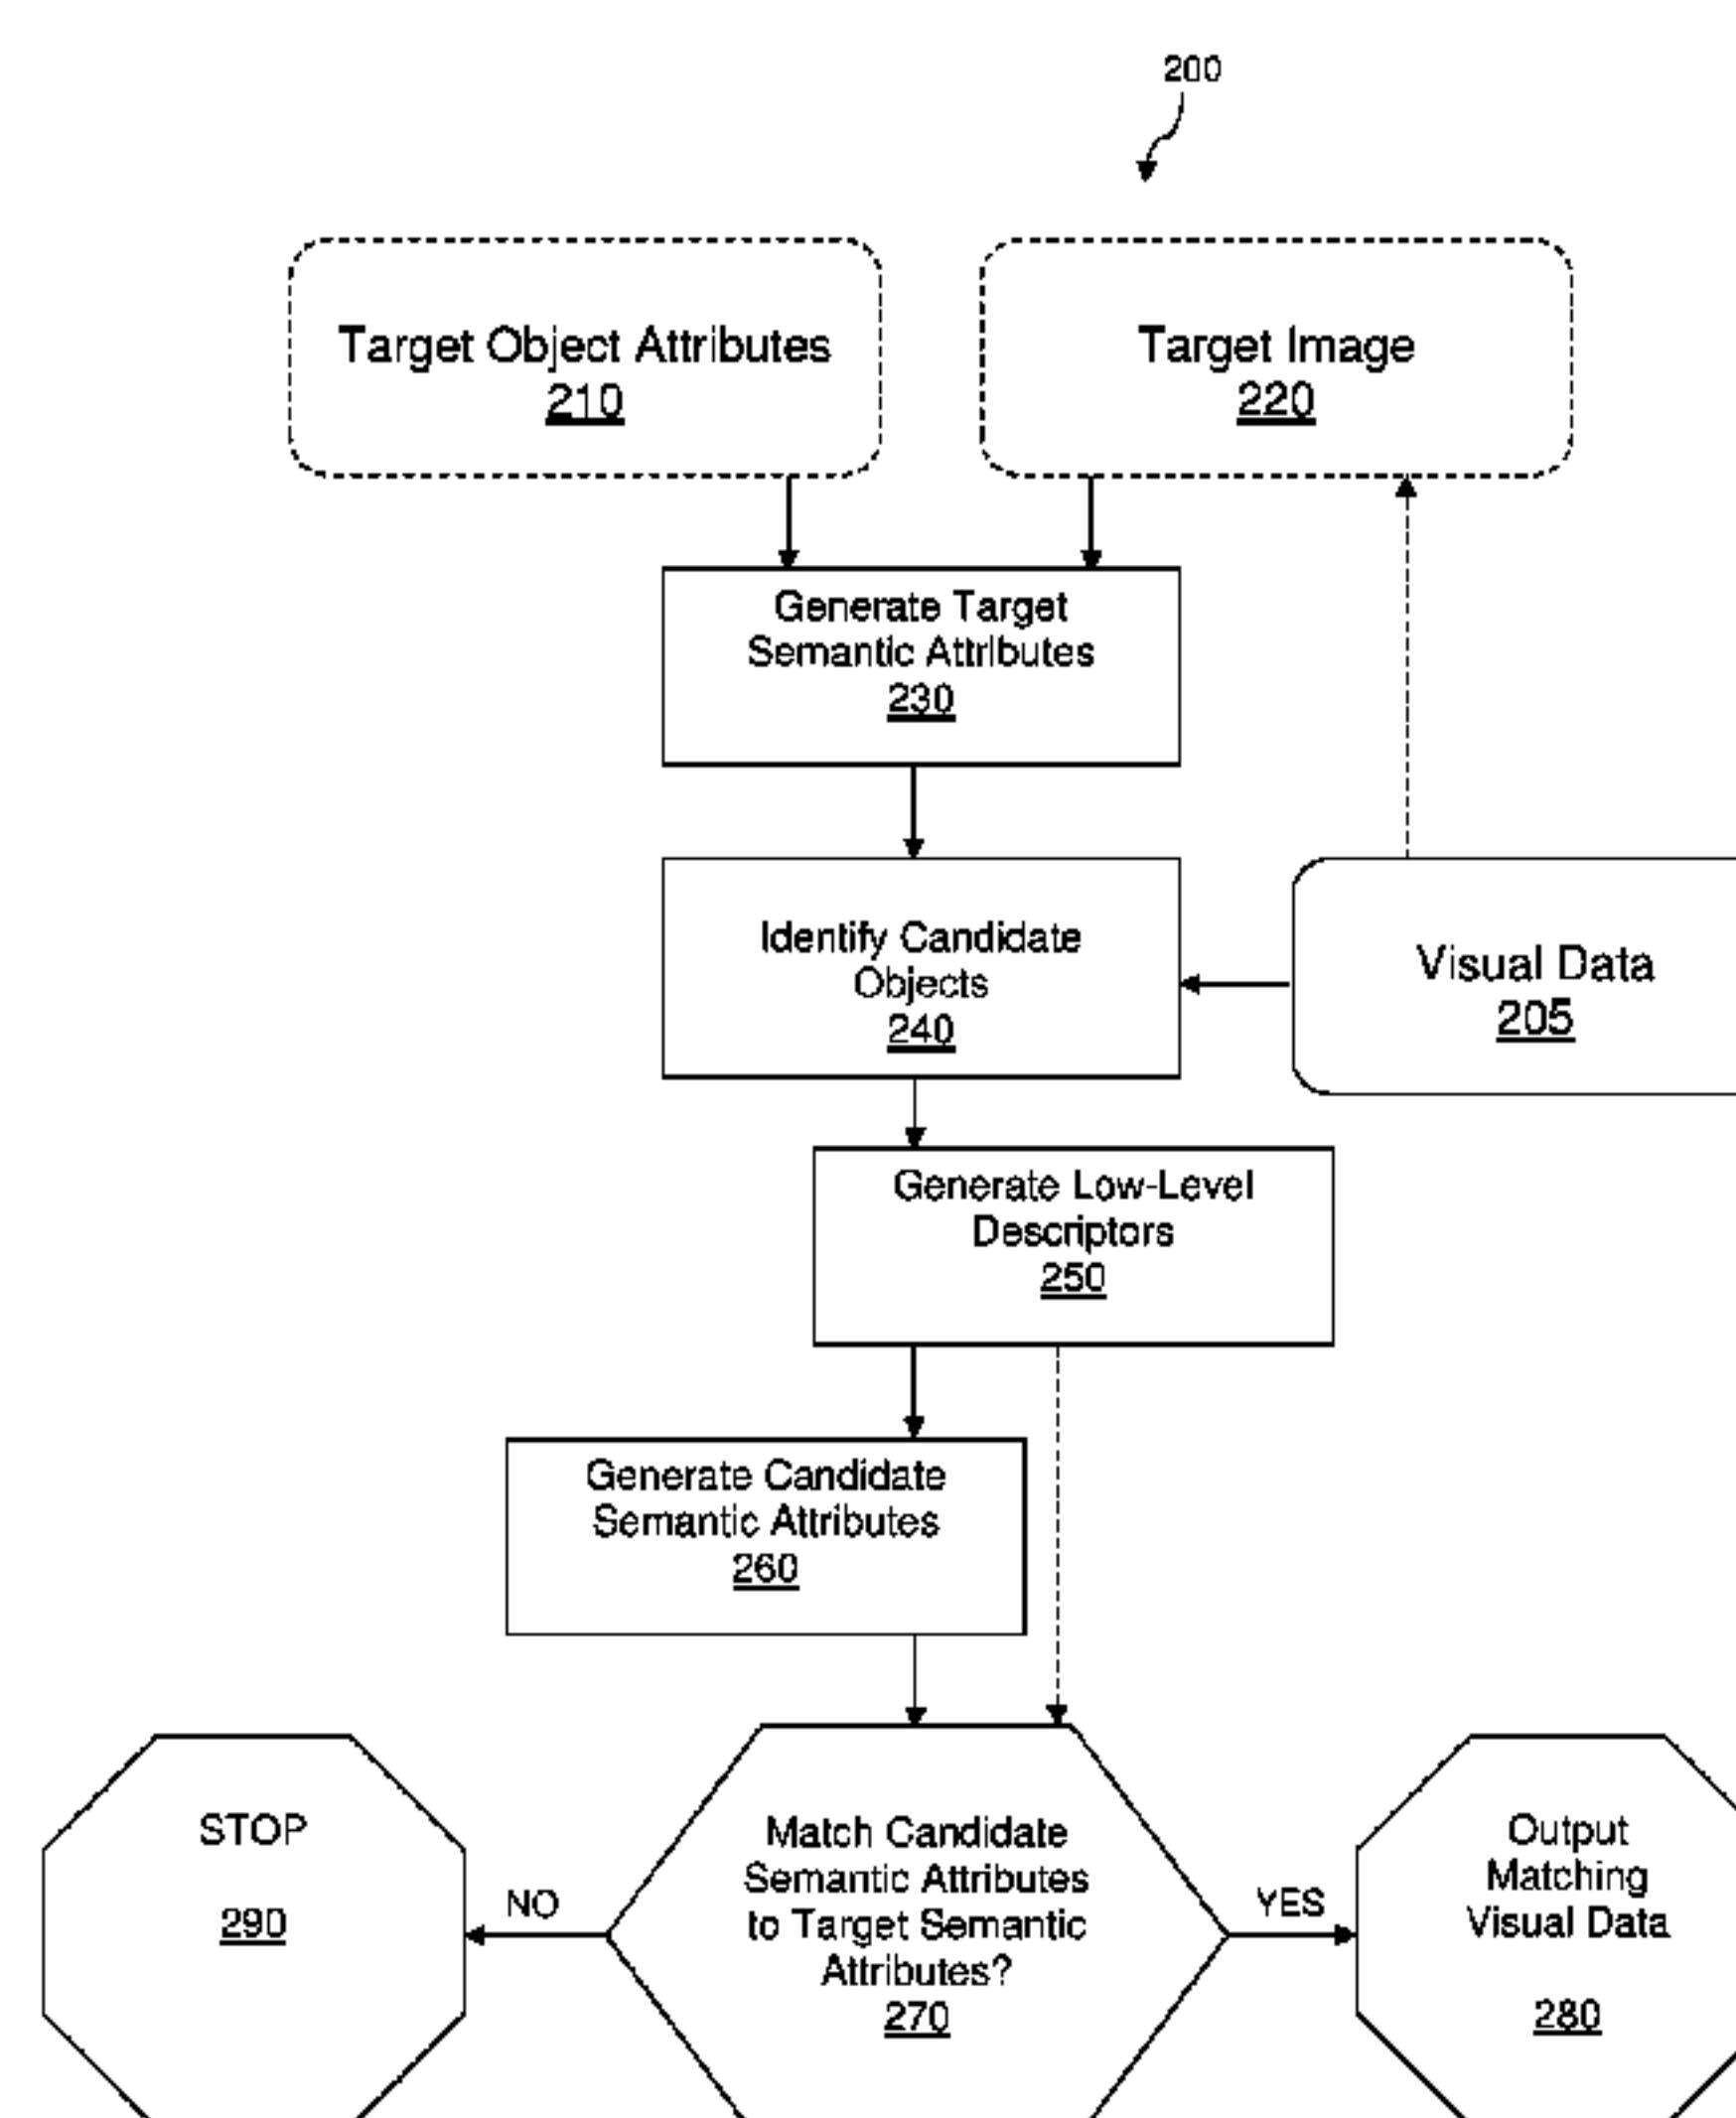 200
Target Object Attributes
210
Target Image
220
Generate Target
Semantic Attributes
230
Identify Candidate
Objects
240
Visual Data
205
Generate Low-Level
Descriptors
250
Generate Candidate
Semantic Attributes
260
STOP
290
NO
Match Candidate
Semantic Attributes
to Target Semantic
Attributes?
270
YES
Output
Matching
Visual Data
280